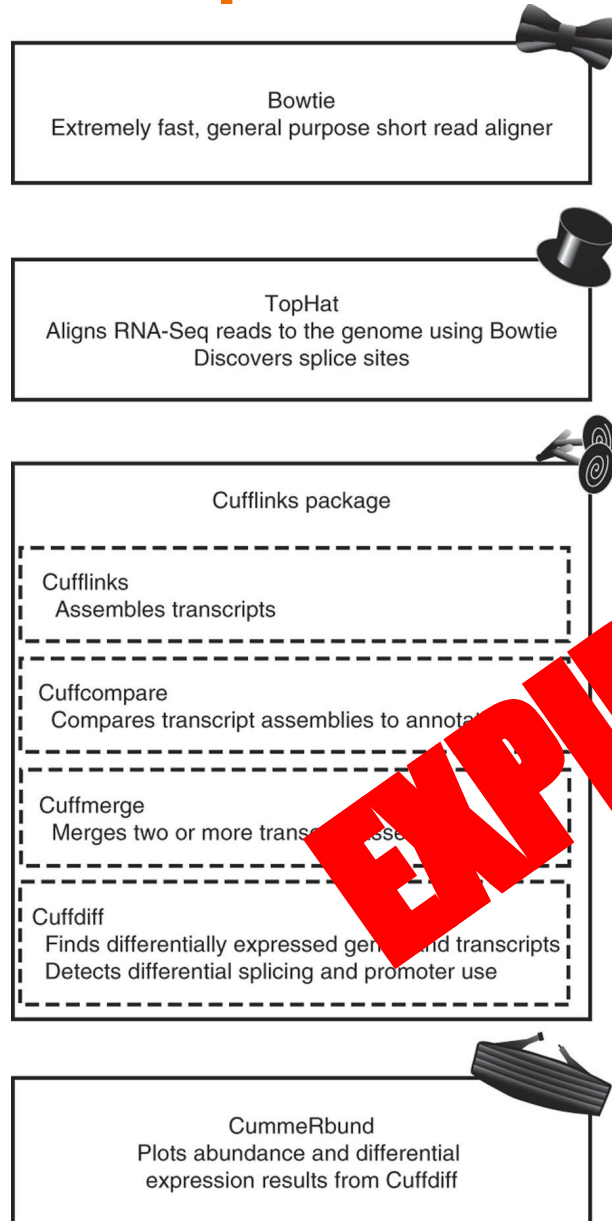 Bowtie
Extremely fast, general purpose short read aligner
TopHat
Aligns RNA-Seq reads to the genome using Bowtie
Discovers splice sites
Cufflinks package
Cufflinks
Assembles transcripts
Cuffcompare
Compares transcript assemblies to
Cuffmerge
Merges two or more
Cuffdiff
Finds differentially expressed and transcripts
Detects differential splicing and promoter use
CummeRbund
Plots abundance and differential
expression results from Cuffdiff